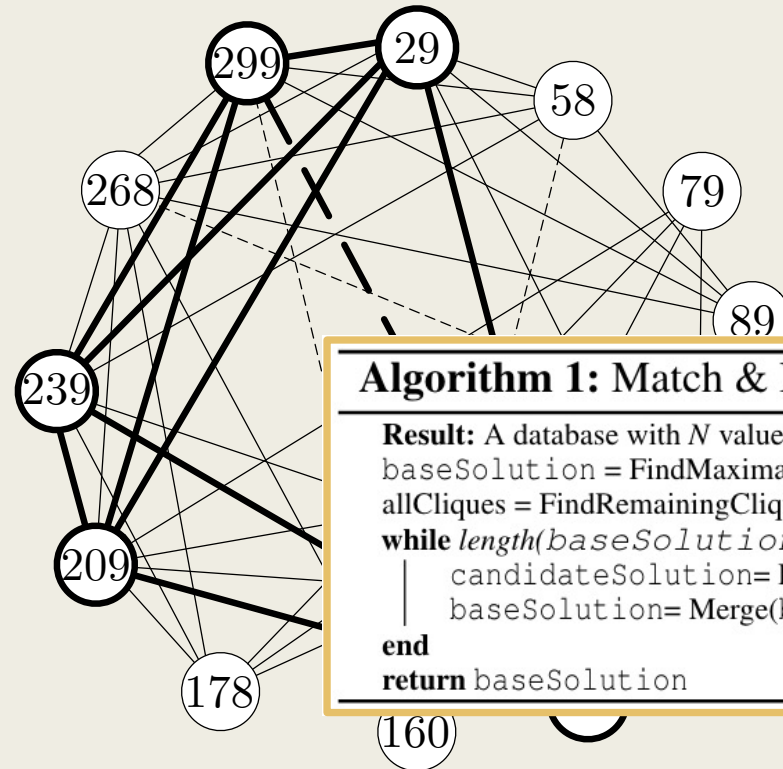 299
29
58
268
79
89
239
209
178
160
Algorithm 1: Match &
Result: A database with N value
baseSolution = FindMaxima
allCliques = FindRemainingCliq
while length(baseSolution
candidateSolution=
baseSolution= Merge(
end
return baseSolution